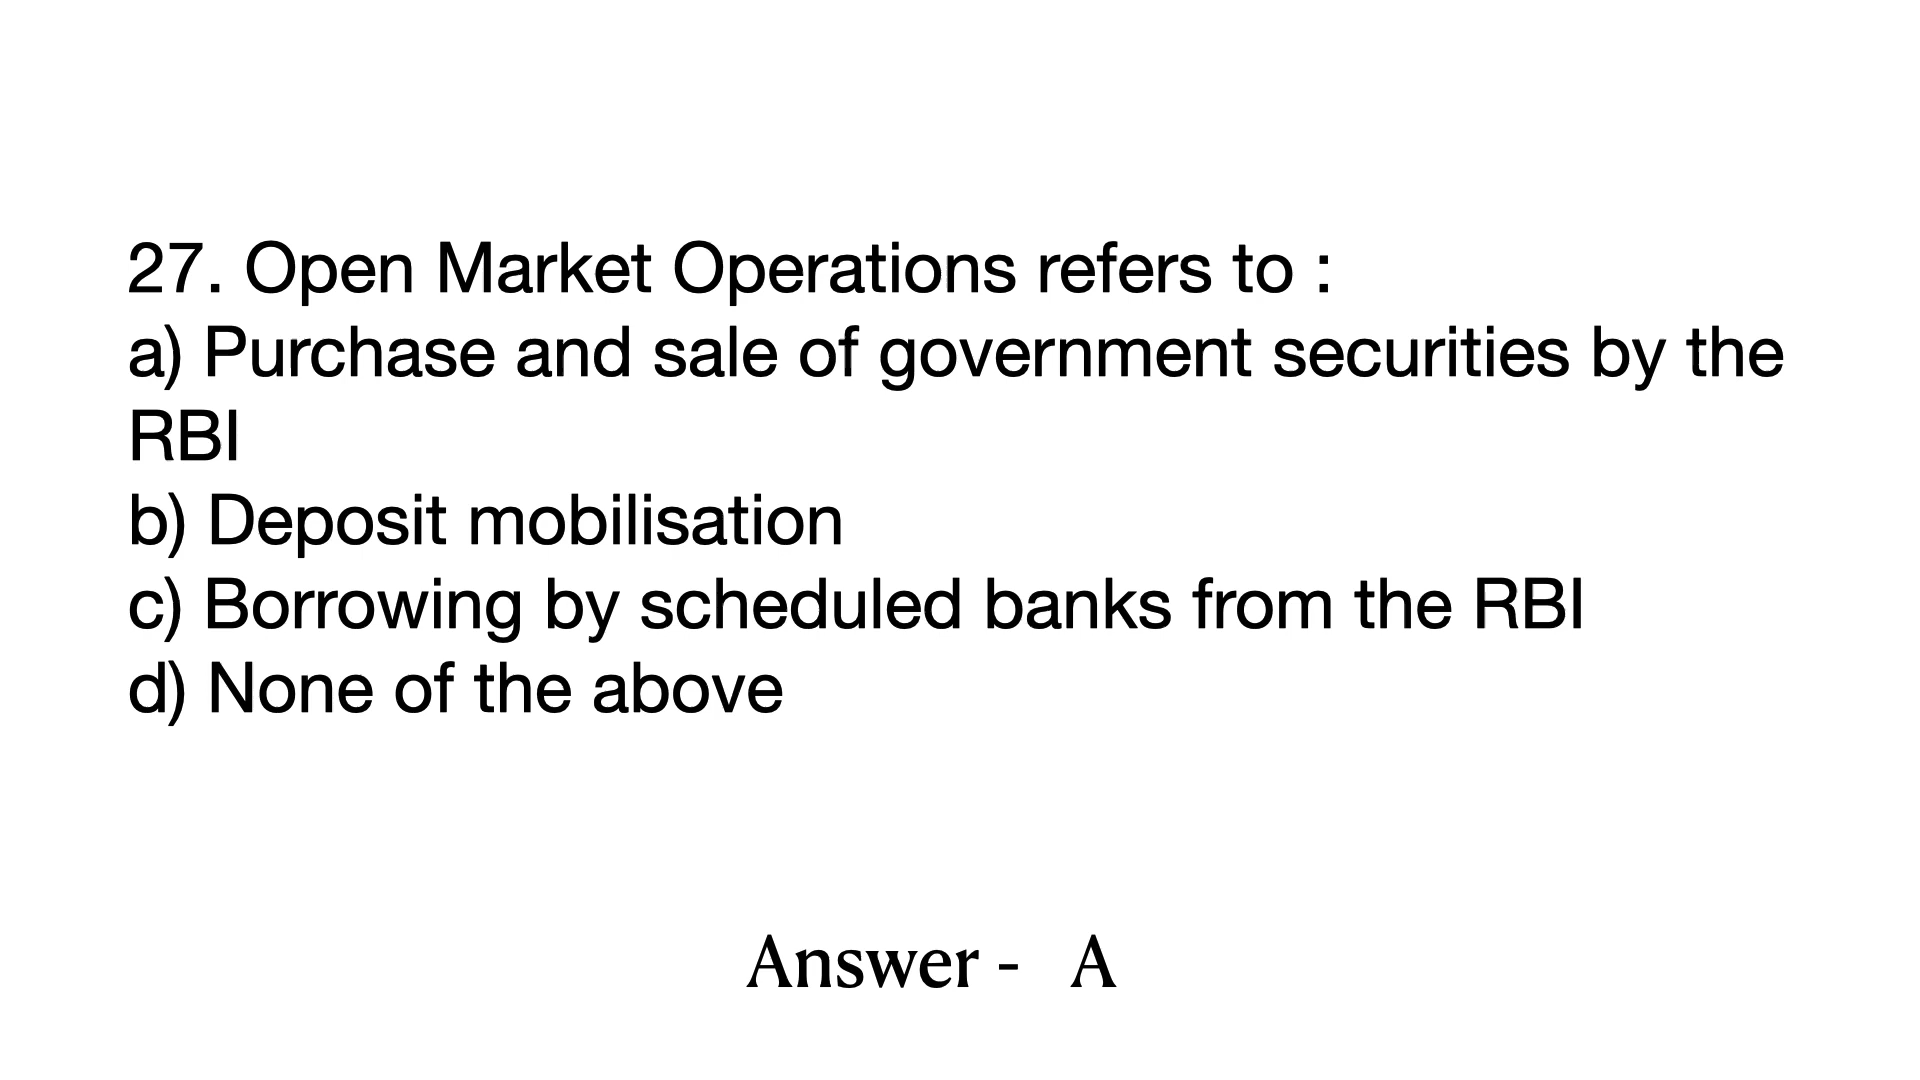 27. Open Market Operations refers to :
a) Purchase and sale of government securities by the
RBI
b) Deposit mobilisation
c) Borrowing by scheduled banks from the RBI
d) None of the above
Answer - A